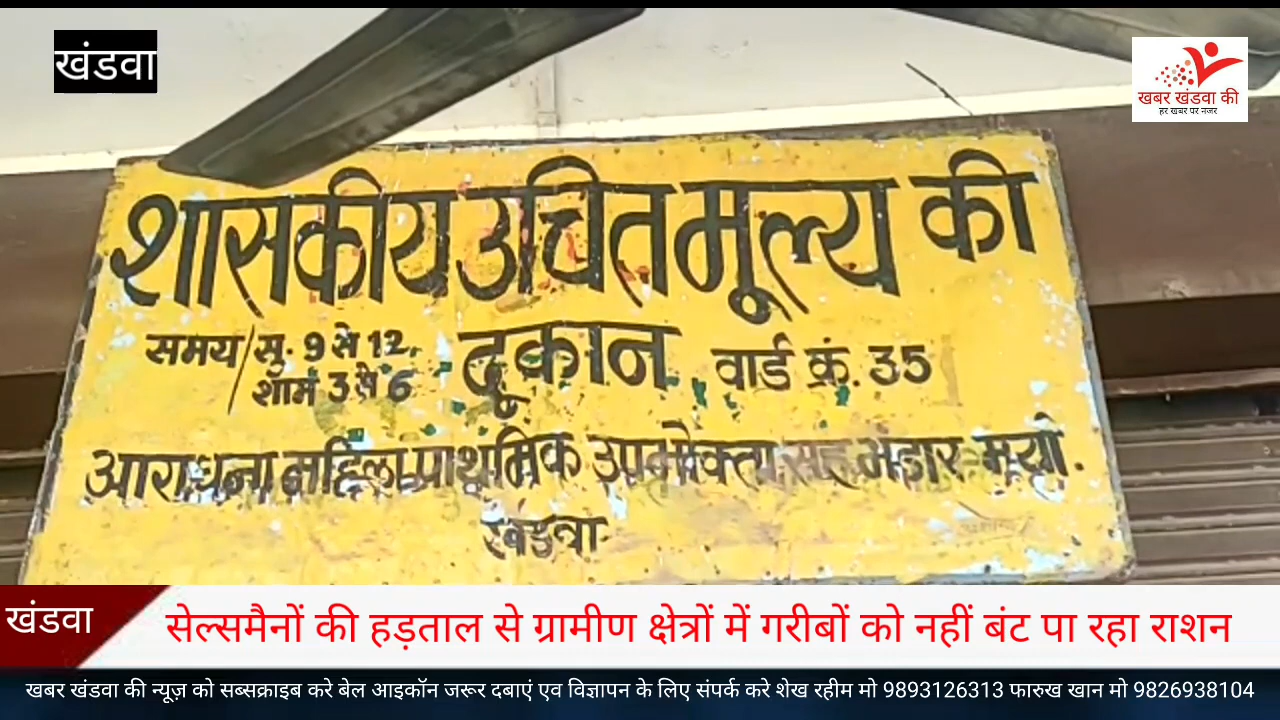 खंडवा
खबर खंडवा की
हर खबर पर नजर
शासकीय उचित मूल्य की
समय/सु. 9 से 12, दूकान वार्ड क्रं. 35
शाम 3 से 6
आराधना महिला प्राथमिक उपभोक्ता सह भंडार मर्या.
खंडवा
खंडवा
सेल्समैनों की हड़ताल से ग्रामीण क्षेत्रों में गरीबों को नहीं बंट पा रहा राशन
खबर खंडवा की न्यूज़ को सब्सक्राइब करे बेल आइकॉन जरूर दबाएं एव विज्ञापन के लिए संपर्क करे शेख रहीम मो 9893126313 फारुख खान मो 9826938104